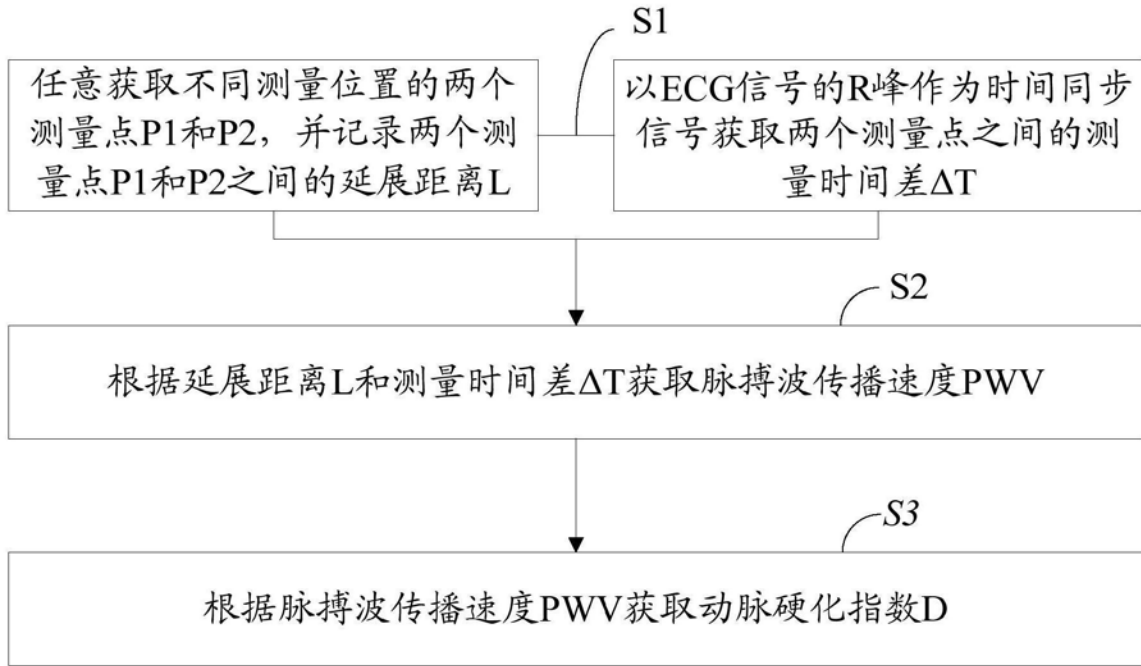 S1
任意获取不同测量位置的两个
测量点P1和P2，并记录两个测
量点P1和P2之间的延展距离L
以ECG信号的R峰作为时间同步
信号获取两个测量点之间的测
量时间差ΔT
S2
根据延展距离L和测量时间差ΔT获取脉搏波传播速度PWV
S3
根据脉搏波传播速度PWV获取动脉硬化指数D